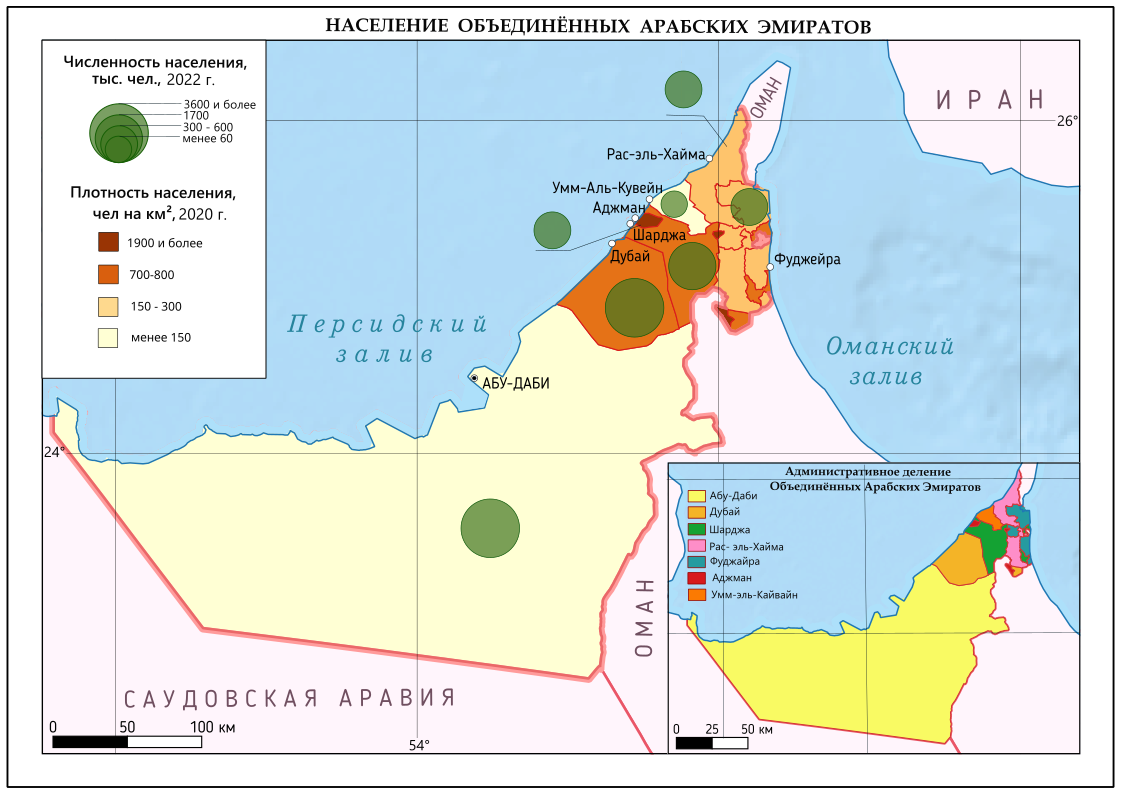 НАСЕЛЕНИЕ ОБЪЕДИНЁННЫХ АРАБСКИХ ЭМИРАТОВ
Численность населения,
тыс. чел., 2022 г.
3600 и более
1700
300 - 600
менее 60
Плотность населения,
чел на км², 2020 г.
1900 и более
700-800
150 - 300
менее 150
ОМАН
ИРАН
26°
Рас-эль-Хайма
Умм-Аль-Кувейн
Аджман
Шарджа
Дубай
Фуджейра
Персидский
залив
Оманский
залив
АБУ-ДАБИ
24°
ОМАН
САУДОВСКАЯ АРАВИЯ
0 50 100 км
54°
Административное деление
Объединённых Арабских Эмиратов
Абу-Даби
Дубай
Шарджа
Рас- эль-Хайма
Фуджайра
Аджман
Умм-эль-Кайвайн
0 25 50 км